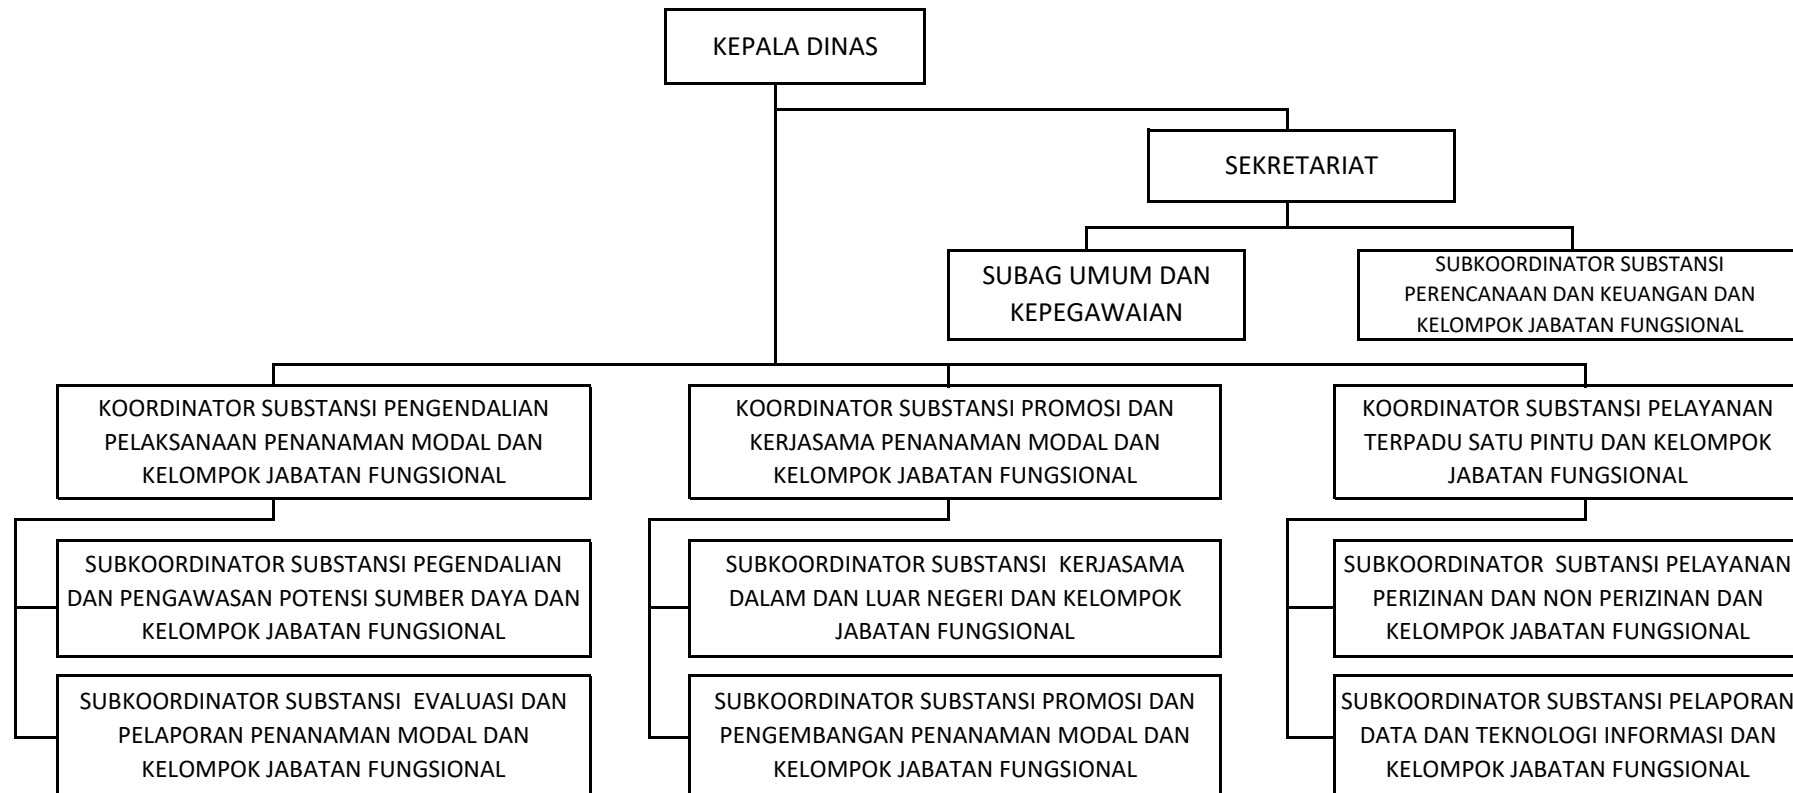 KEPALA DINAS
SEKRETARIAT
SUBAG UMUM DAN
KEPEGAWAIAN
SUBKOORDINATOR SUBSTANSI
PERENCANAAN DAN KEUANGAN DAN
KELOMPOK JABATAN FUNGSIONAL
KOORDINATOR SUBSTANSI PENGENDALIAN
PELAKSANAAN PENANAMAN MODAL DAN
KELOMPOK JABATAN FUNGSIONAL
KOORDINATOR SUBSTANSI PROMOSI DAN
KERJASAMA PENANAMAN MODAL DAN
KELOMPOK JABATAN FUNGSIONAL
KOORDINATOR SUBSTANSI PELAYANAN
TERPADU SATU PINTU DAN KELOMPOK
JABATAN FUNGSIONAL
SUBKOORDINATOR SUBSTANSI PEGENDALIAN
DAN PENGAWASAN POTENSI SUMBER DAYA DAN
KELOMPOK JABATAN FUNGSIONAL
SUBKOORDINATOR SUBSTANSI  KERJASAMA
DALAM DAN LUAR NEGERI DAN KELOMPOK
JABATAN FUNGSIONAL
SUBKOORDINATOR  SUBTANSI PELAYANAN
PERIZINAN DAN NON PERIZINAN DAN
KELOMPOK JABATAN FUNGSIONAL
SUBKOORDINATOR SUBSTANSI  EVALUASI DAN
PELAPORAN PENANAMAN MODAL DAN
KELOMPOK JABATAN FUNGSIONAL
SUBKOORDINATOR SUBSTANSI PROMOSI DAN
PENGEMBANGAN PENANAMAN MODAL DAN
KELOMPOK JABATAN FUNGSIONAL
SUBKOORDINATOR SUBSTANSI PELAPORAN
DATA DAN TEKNOLOGI INFORMASI DAN
KELOMPOK JABATAN FUNGSIONAL